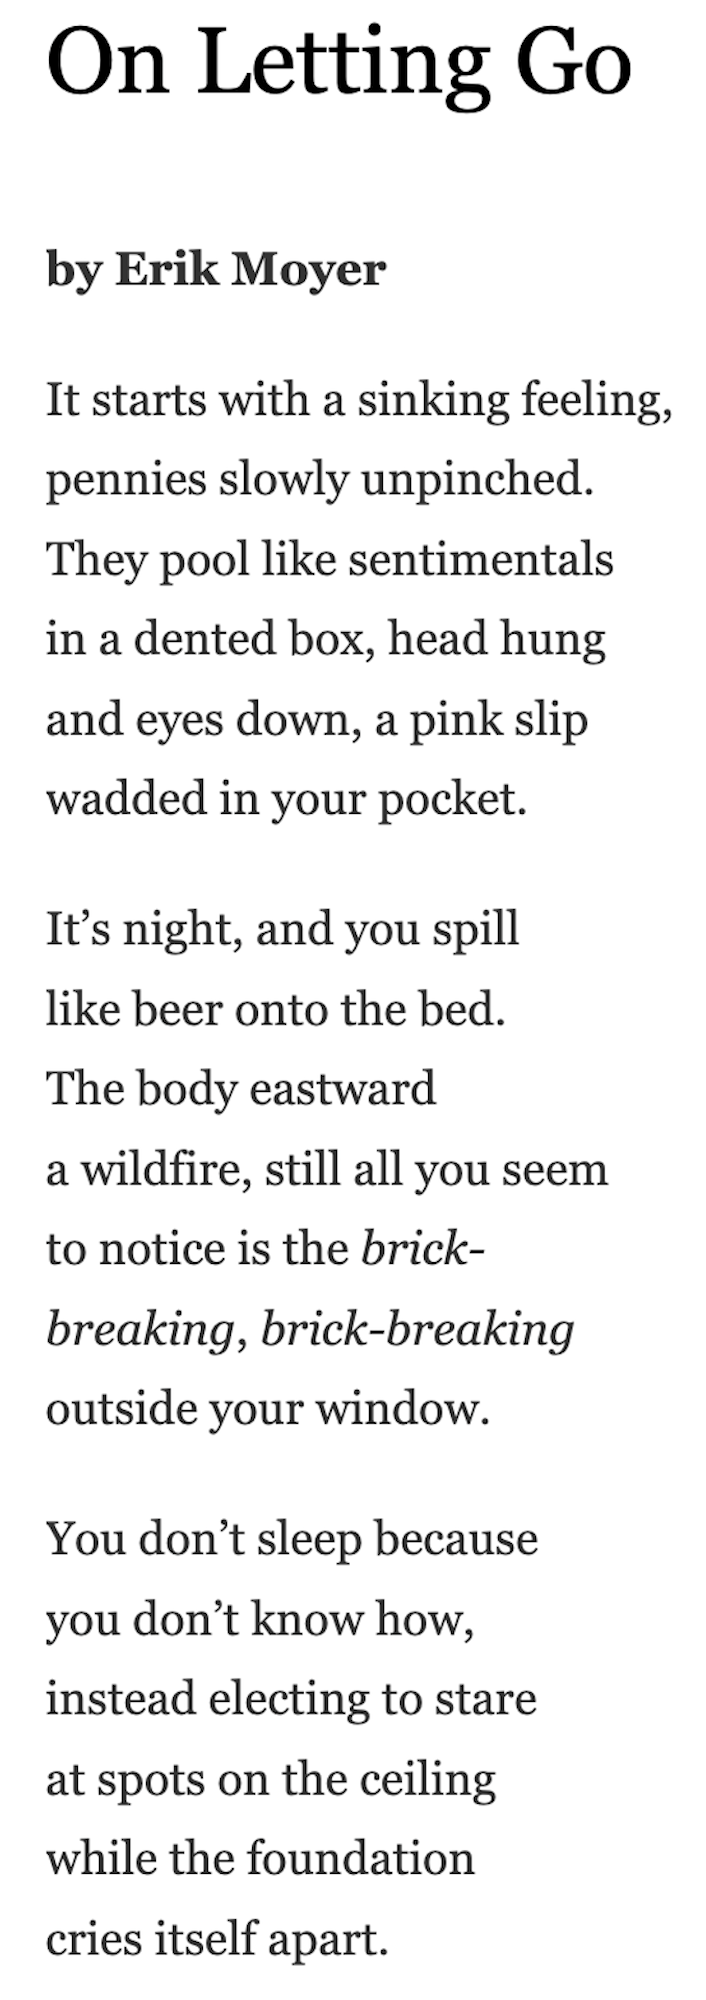 On Letting Go
by Erik Moyer
It starts with a sinking feeling,
pennies slowly unpinched.
They pool like sentimentals
in a dented box, head hung
and eyes down, a pink slip
wadded in your pocket.
It’s night, and you spill
like beer onto the bed.
The body eastward
a wildfire, still all you seem
to notice is the brick-
breaking, brick-breaking
outside your window.
You don’t sleep because
you don’t know how,
instead electing to stare
at spots on the ceiling
while the foundation
cries itself apart.